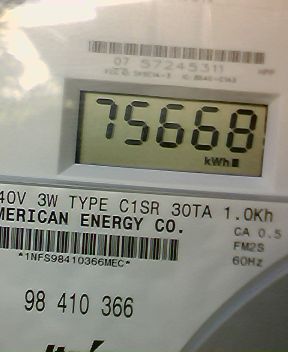 07 57245311
75668
kWh
40V 3W TYPE C1SR 30TA 1.0Kh
MERICAN ENERGY CO.
CA 0.5
FM2S
60Hz
*1NFS98410366MEC*
98 410 366